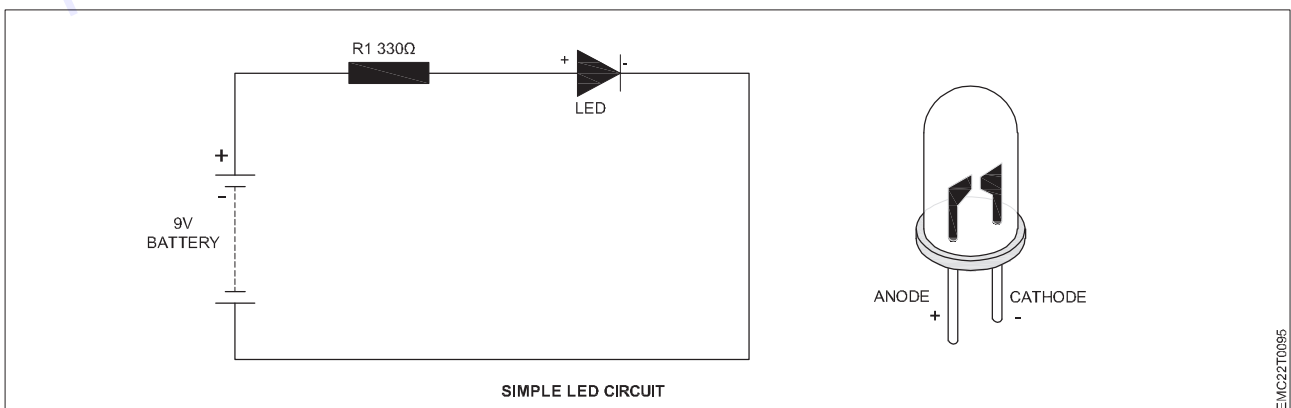 R1 330Ω
+ -
LED
+
-
9V
BATTERY
ANODE
+
CATHODE
-
SIMPLE LED CIRCUIT
EMC22T0095